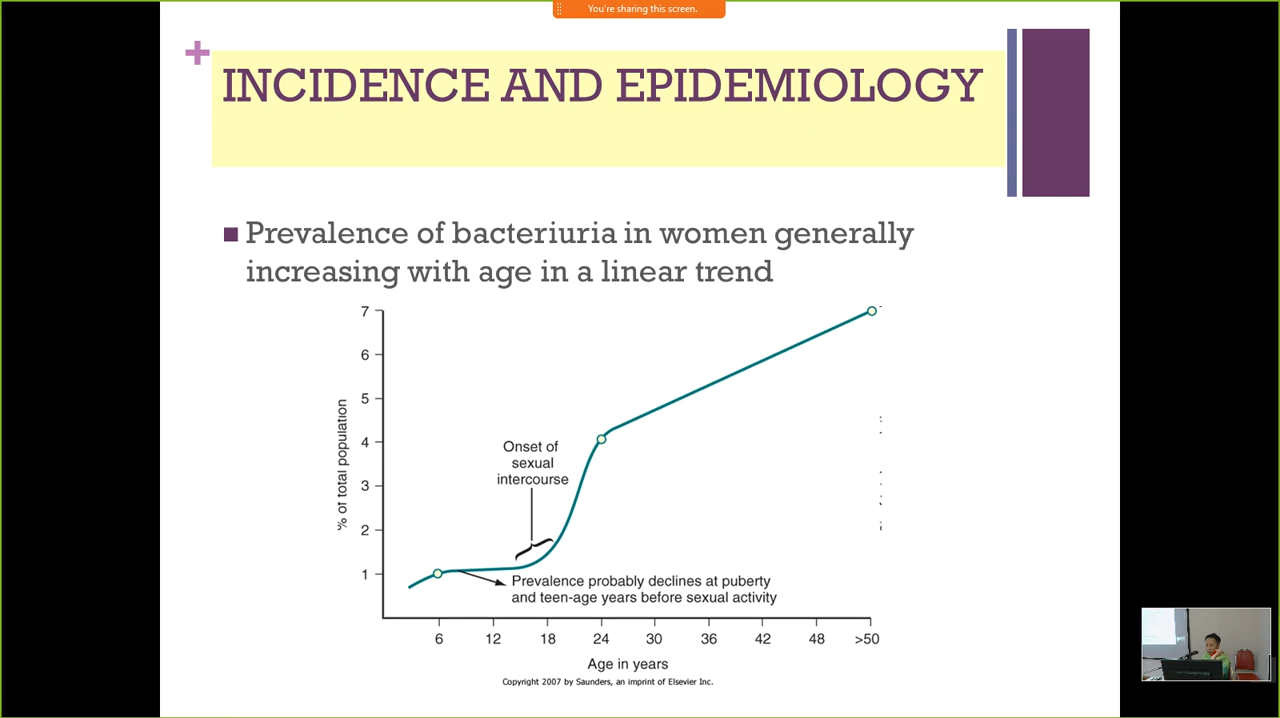 You're sharing this screen.
+
INCIDENCE AND EPIDEMIOLOGY
Prevalence of bacteriuria in women generally
increasing with age in a linear trend
7
6
5
4
3
2
1
% of total population
Onset of
sexual
intercourse
Prevalence probably declines at puberty
and teen-age years before sexual activity
6 12 18 24 30 36 42 48 >50
Age in years
Copyright 2007 by Saunders, an imprint of Elsevier Inc.